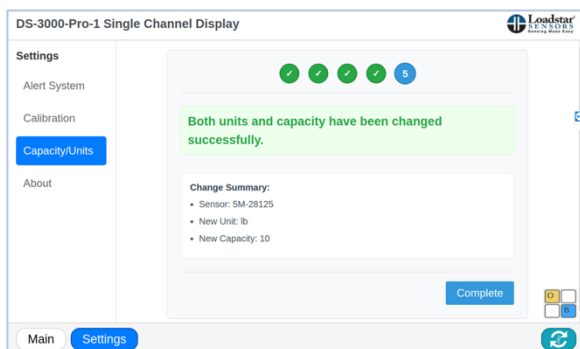 DS-3000-Pro-1 Single Channel Display
Loadstar
SENSORS
Sensing Made Easy
Settings
Alert System
Calibration
Capacity/Units
About
5
Both units and capacity have been changed
successfully.
Change Summary:
• Sensor: 5M-28125
• New Unit: lb
• New Capacity: 10
Complete
O
B
Main
Settings